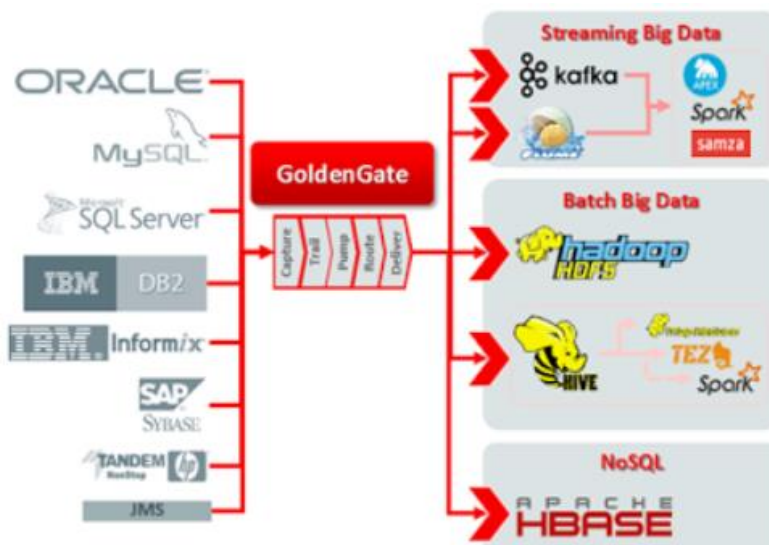 ORACLE
MySQL
Microsoft
SQL Server
IBM DB2
IBM Informix
SAP
SYBASE
TANDEM hp
NonStop
JMS
GoldenGate
Capture
Trail
Pump
Route
Deliver
Streaming Big Data
kafka
APEX
Spark
samza
Batch Big Data
hadoop
HDFS
HIVE
TEZ
Spark
NoSQL
APACHE
HBASE